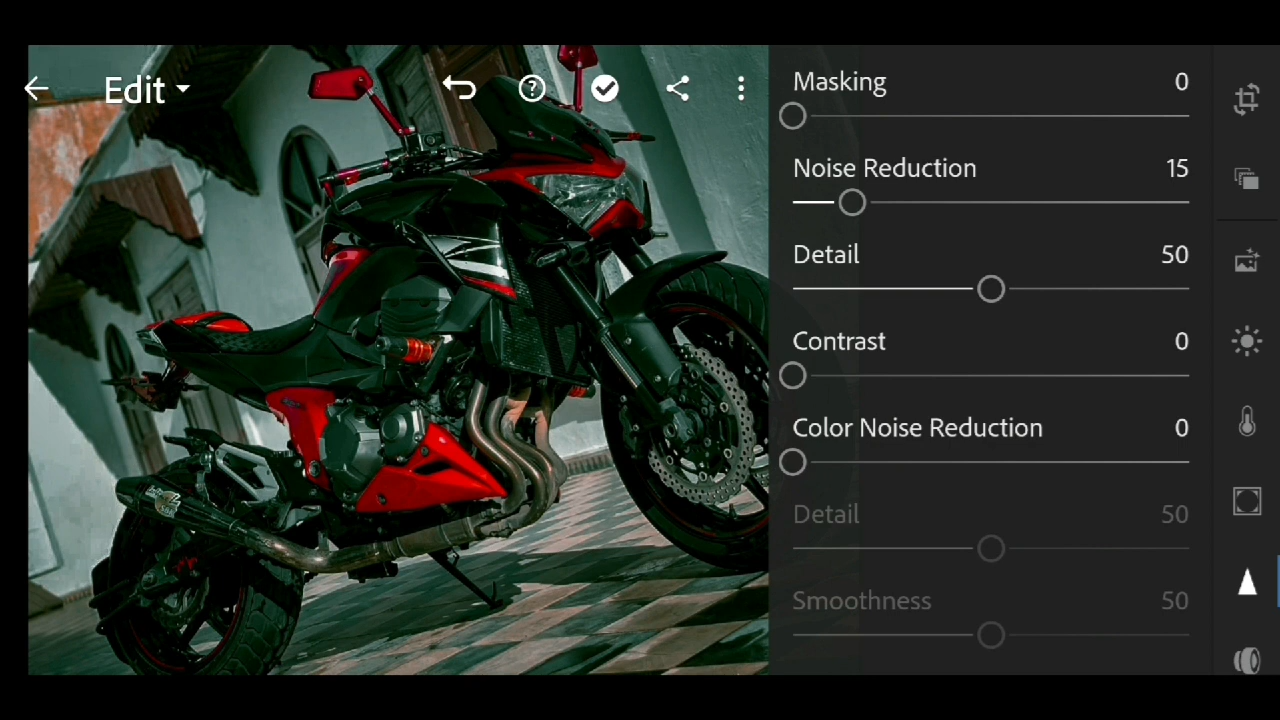 Edit
Masking 0
Noise Reduction 15
Detail 50
Contrast 0
Color Noise Reduction 0
Detail 50
Smoothness 50